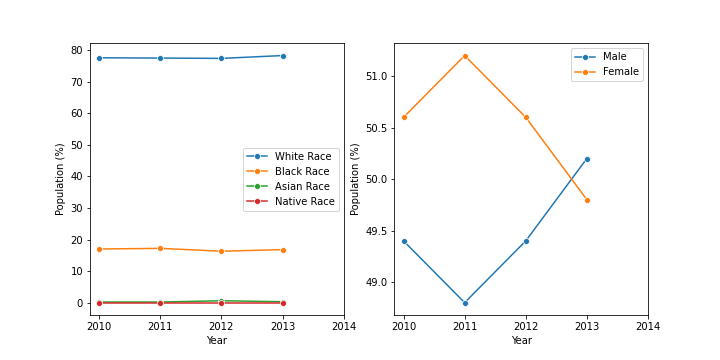 80
70
60
50
40
30
20
10
0
Population (%)
2010 2011 2012 2013 2014
Year
White Race
Black Race
Asian Race
Native Race
51.0
50.5
50.0
49.5
49.0
Population (%)
2010 2011 2012 2013 2014
Year
Male
Female